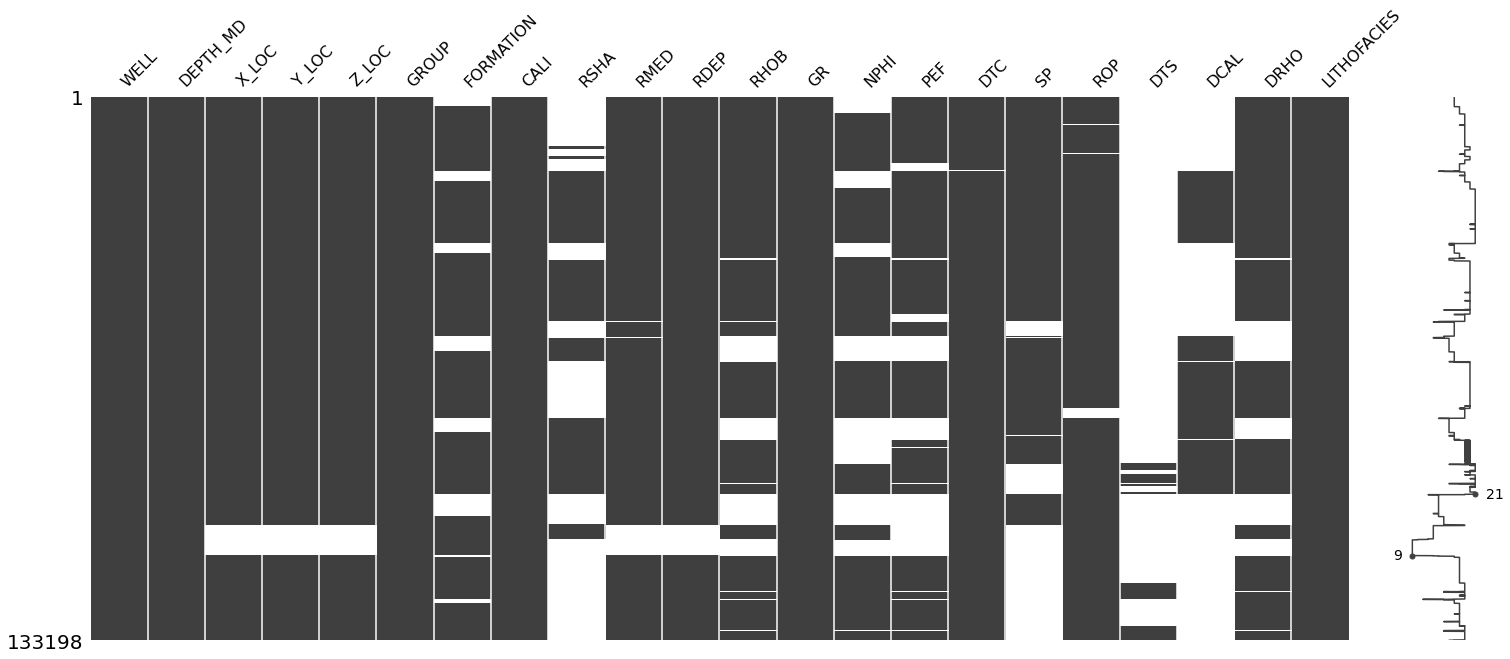 WELL
DEPTH_MD
X_LOC
Y_LOC
Z_LOC
GROUP
FORMATION
CALI
RSHA
RMED
RDEP
RHOB
GR
NPHI
PEF
DTC
SP
ROP
DTS
DCAL
DRHO
LITHOFACIES
1
21
9
133198